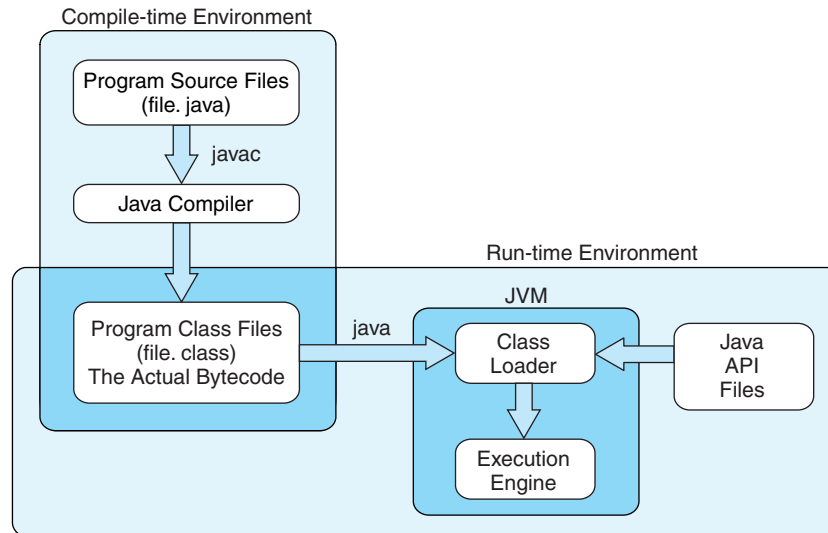 Compile-time Environment
Program Source Files
(file. java)
javac
Java Compiler
Run-time Environment
Program Class Files
(file. class)
The Actual Bytecode
java
JVM
Class
Loader
Java
API
Files
Execution
Engine